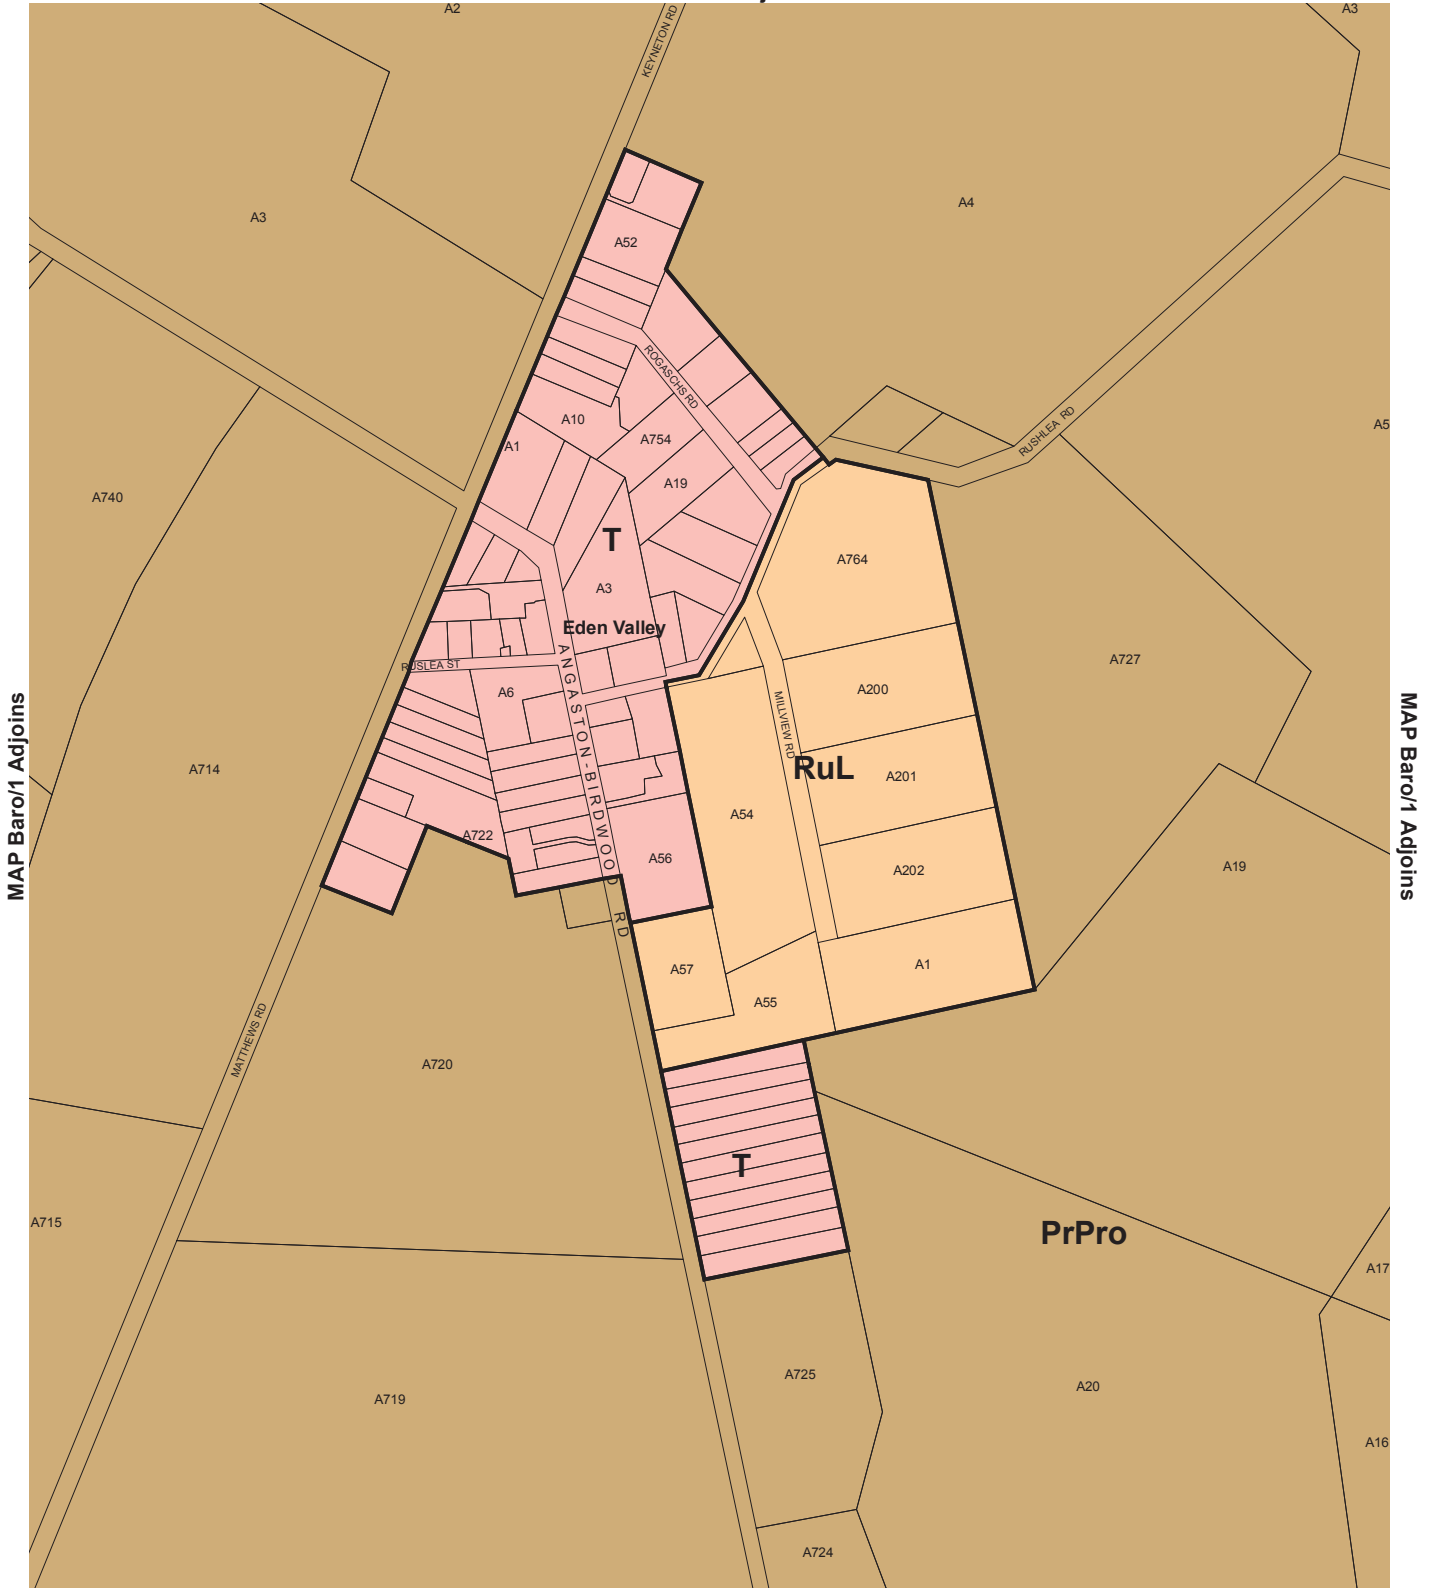 A2
A3
KEYNETON RD
A3
A4
A52
ROGASCHS RD
A10
A754
A1
RUSHLEA RD
A5
A740
A19
T
A764
A3
Eden Valley
RUSLEA ST
A6
A727
A200
MILLVIEW RD
RuL
A714
A201
ANGASTON-BIRDWOOD RD
A54
A722
A56
A202
A19
MAP Baro/1 Adjoins
MAP Baro/1 Adjoins
A57
A1
A55
MATTHEWS RD
A720
T
A715
PrPro
A17
A725
A20
A719
A16
A724